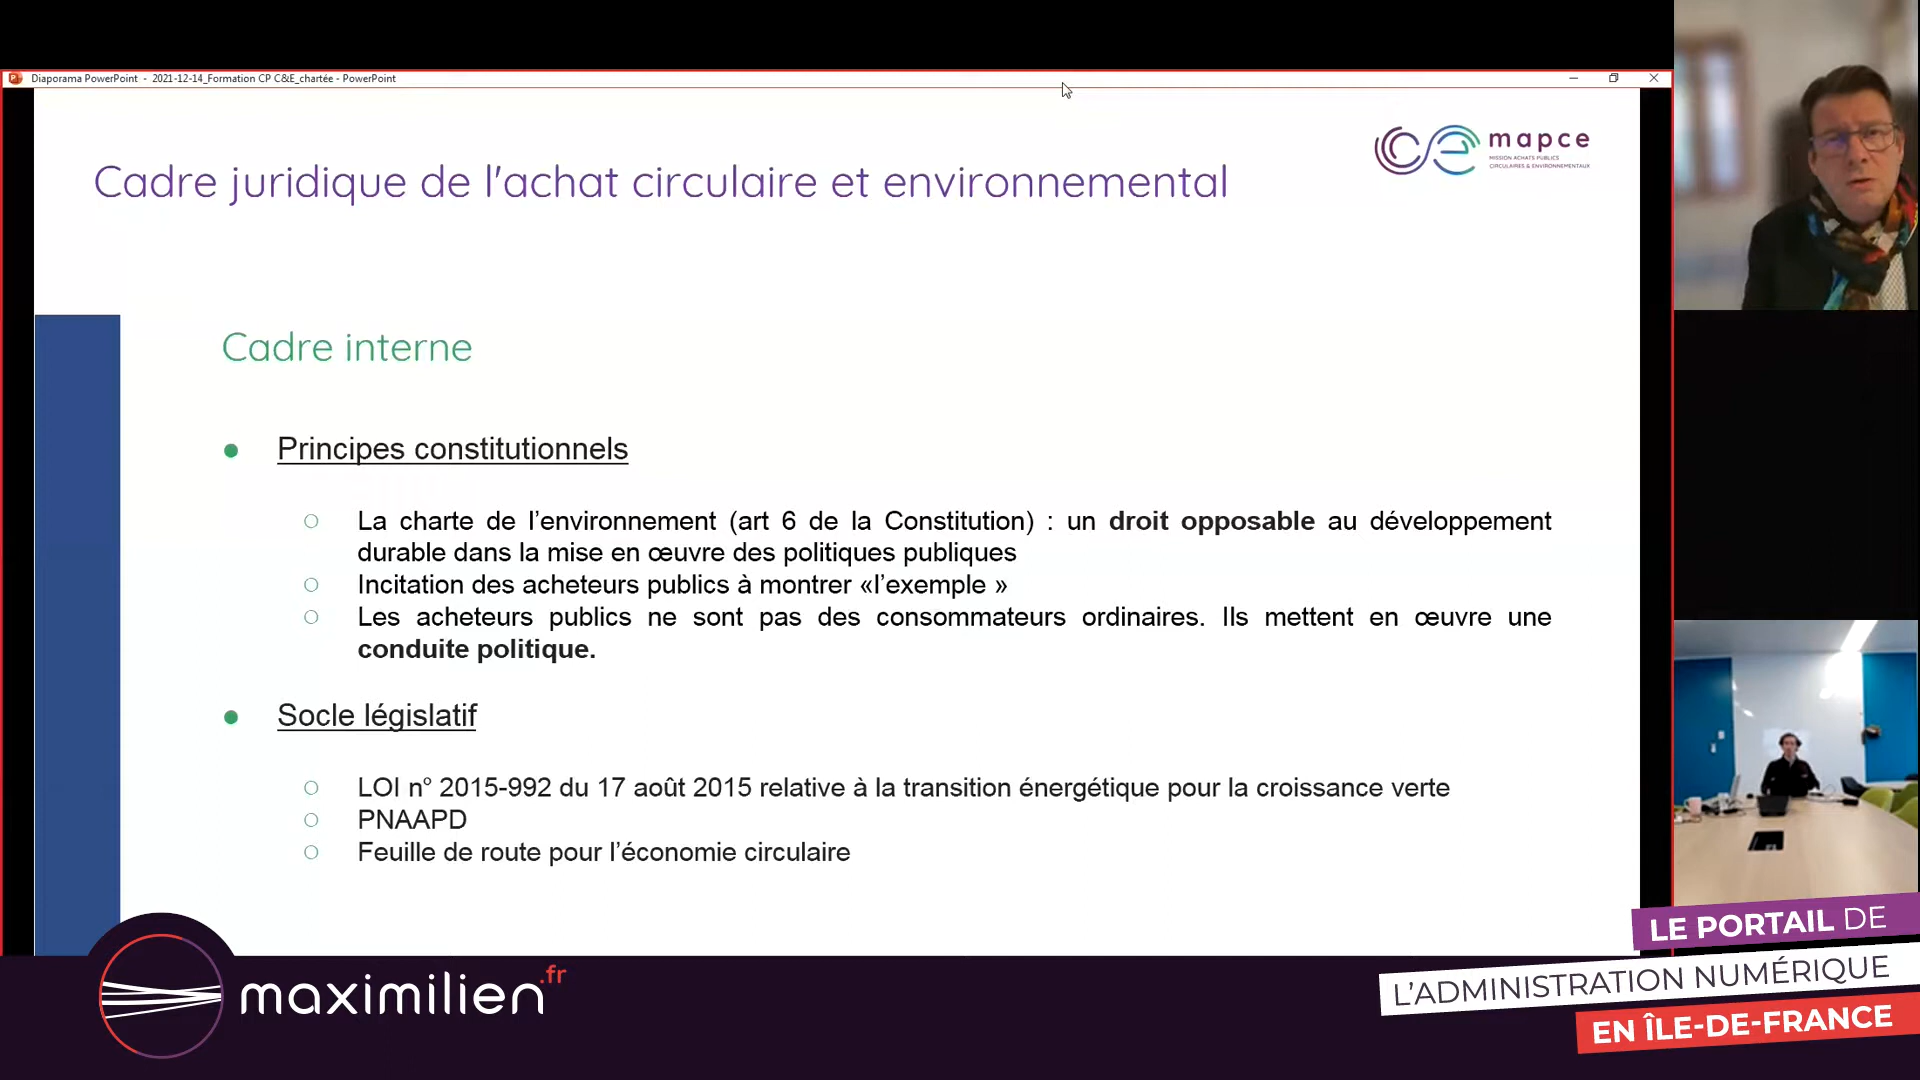 Diaporama PowerPoint - 2021-12-14_Formation CP C&E_chartée - PowerPoint
Cadre juridique de l'achat circulaire et environnemental
mapce
MISSION ACHATS PUBLICS
CIRCULAIRES & ENVIRONNEMENTAUX
Cadre interne
Principes constitutionnels
La charte de l’environnement (art 6 de la Constitution) : un droit opposable au développement
durable dans la mise en œuvre des politiques publiques
Incitation des acheteurs publics à montrer «l’exemple »
Les acheteurs publics ne sont pas des consommateurs ordinaires. Ils mettent en œuvre une
conduite politique.
Socle législatif
LOI n° 2015-992 du 17 août 2015 relative à la transition énergétique pour la croissance verte
PNAAPD
Feuille de route pour l’économie circulaire
maximilien.fr
LE PORTAIL DE
L’ADMINISTRATION NUMÉRIQUE
EN ÎLE-DE-FRANCE